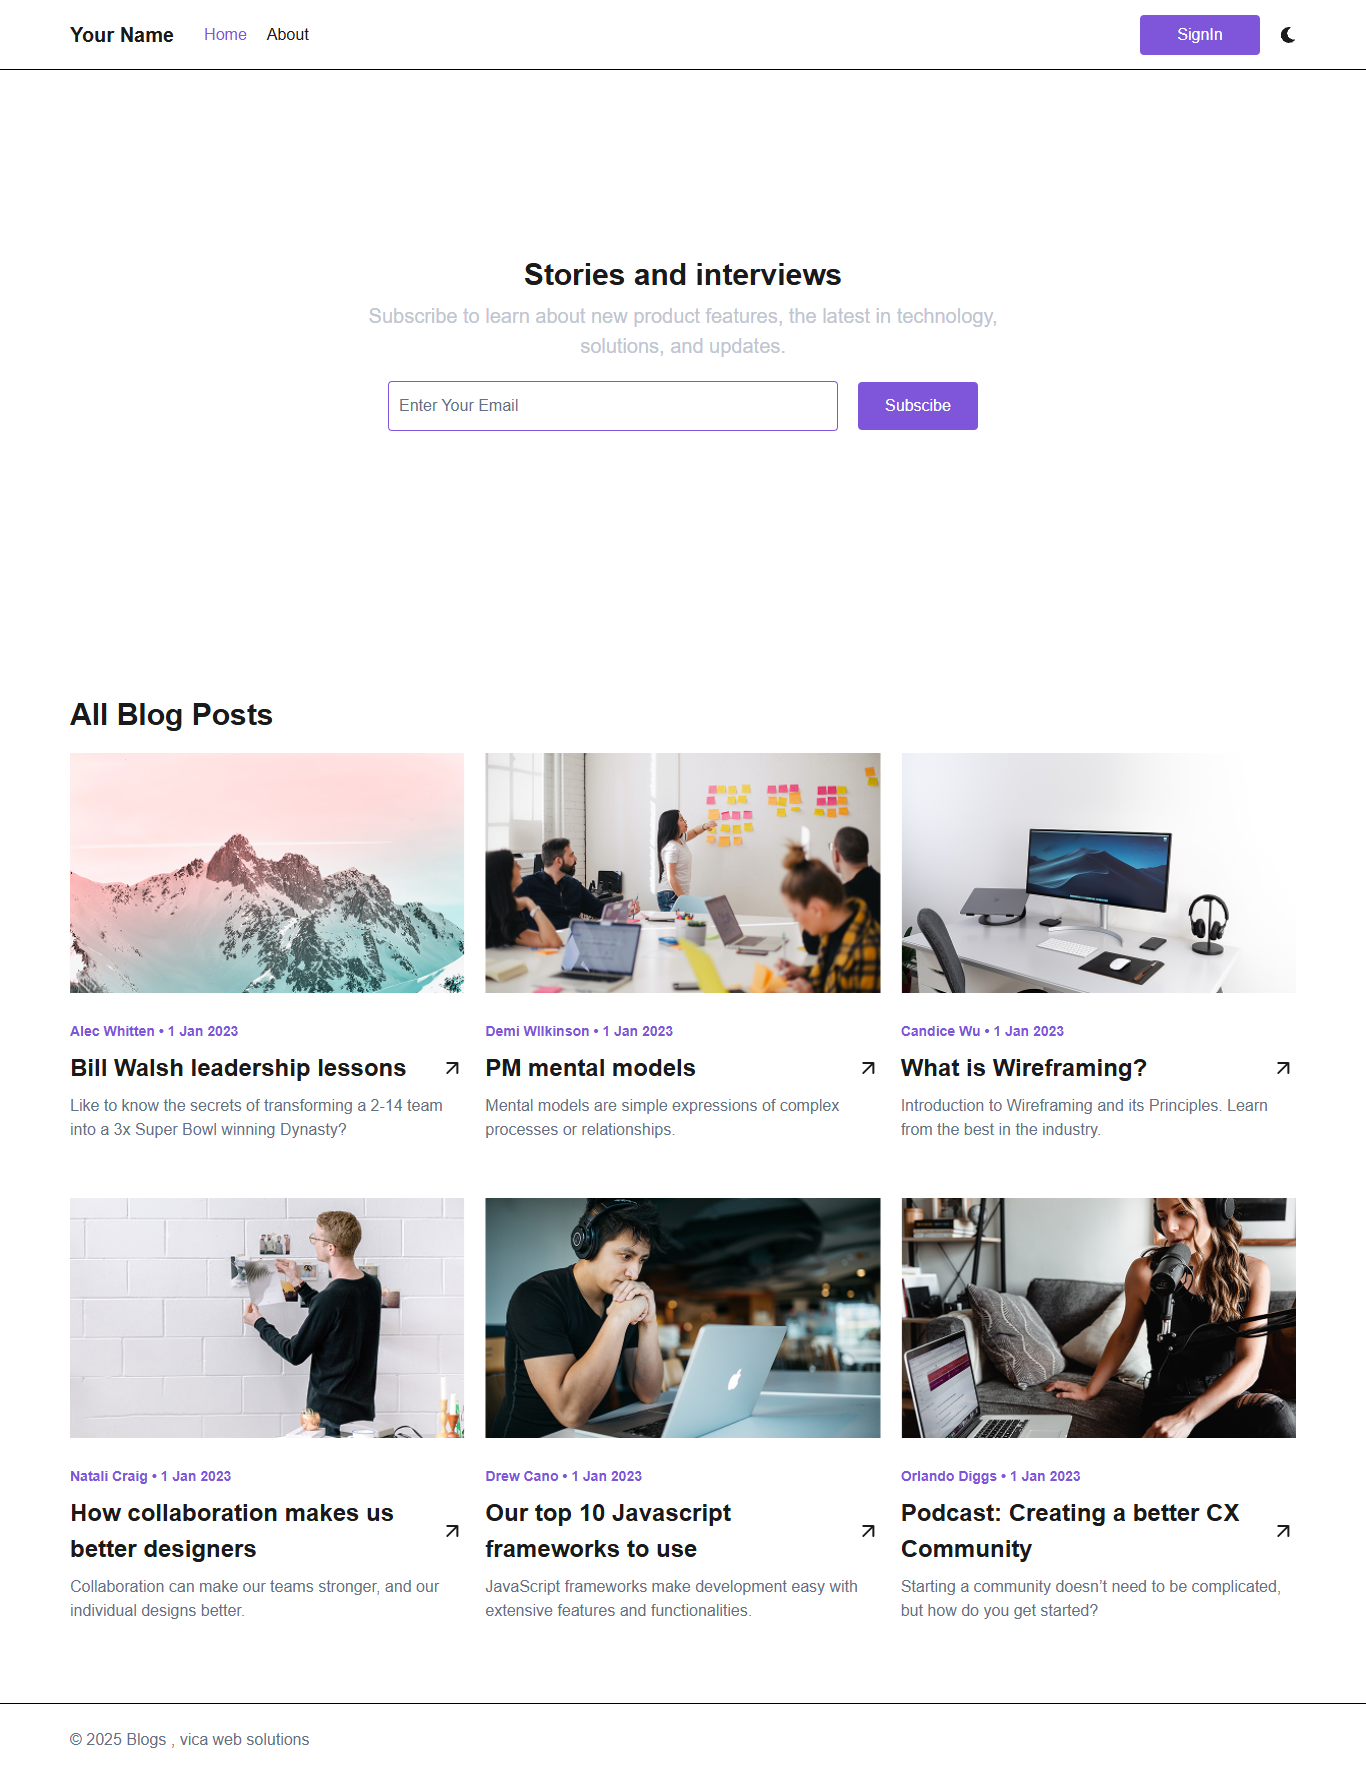 Your Name
Home
About
SignIn
Stories and interviews
Subscribe to learn about new product features, the latest in technology,
solutions, and updates.
Enter Your Email
Subscibe
All Blog Posts
Alec Whitten • 1 Jan 2023
Bill Walsh leadership lessons
Like to know the secrets of transforming a 2-14 team
into a 3x Super Bowl winning Dynasty?
Demi WIlkinson • 1 Jan 2023
PM mental models
Mental models are simple expressions of complex
processes or relationships.
Candice Wu • 1 Jan 2023
What is Wireframing?
Introduction to Wireframing and its Principles. Learn
from the best in the industry.
Natali Craig • 1 Jan 2023
How collaboration makes us
better designers
Collaboration can make our teams stronger, and our
individual designs better.
Drew Cano • 1 Jan 2023
Our top 10 Javascript
frameworks to use
JavaScript frameworks make development easy with
extensive features and functionalities.
Orlando Diggs • 1 Jan 2023
Podcast: Creating a better CX
Community
Starting a community doesn’t need to be complicated,
but how do you get started?
© 2025 Blogs , vica web solutions